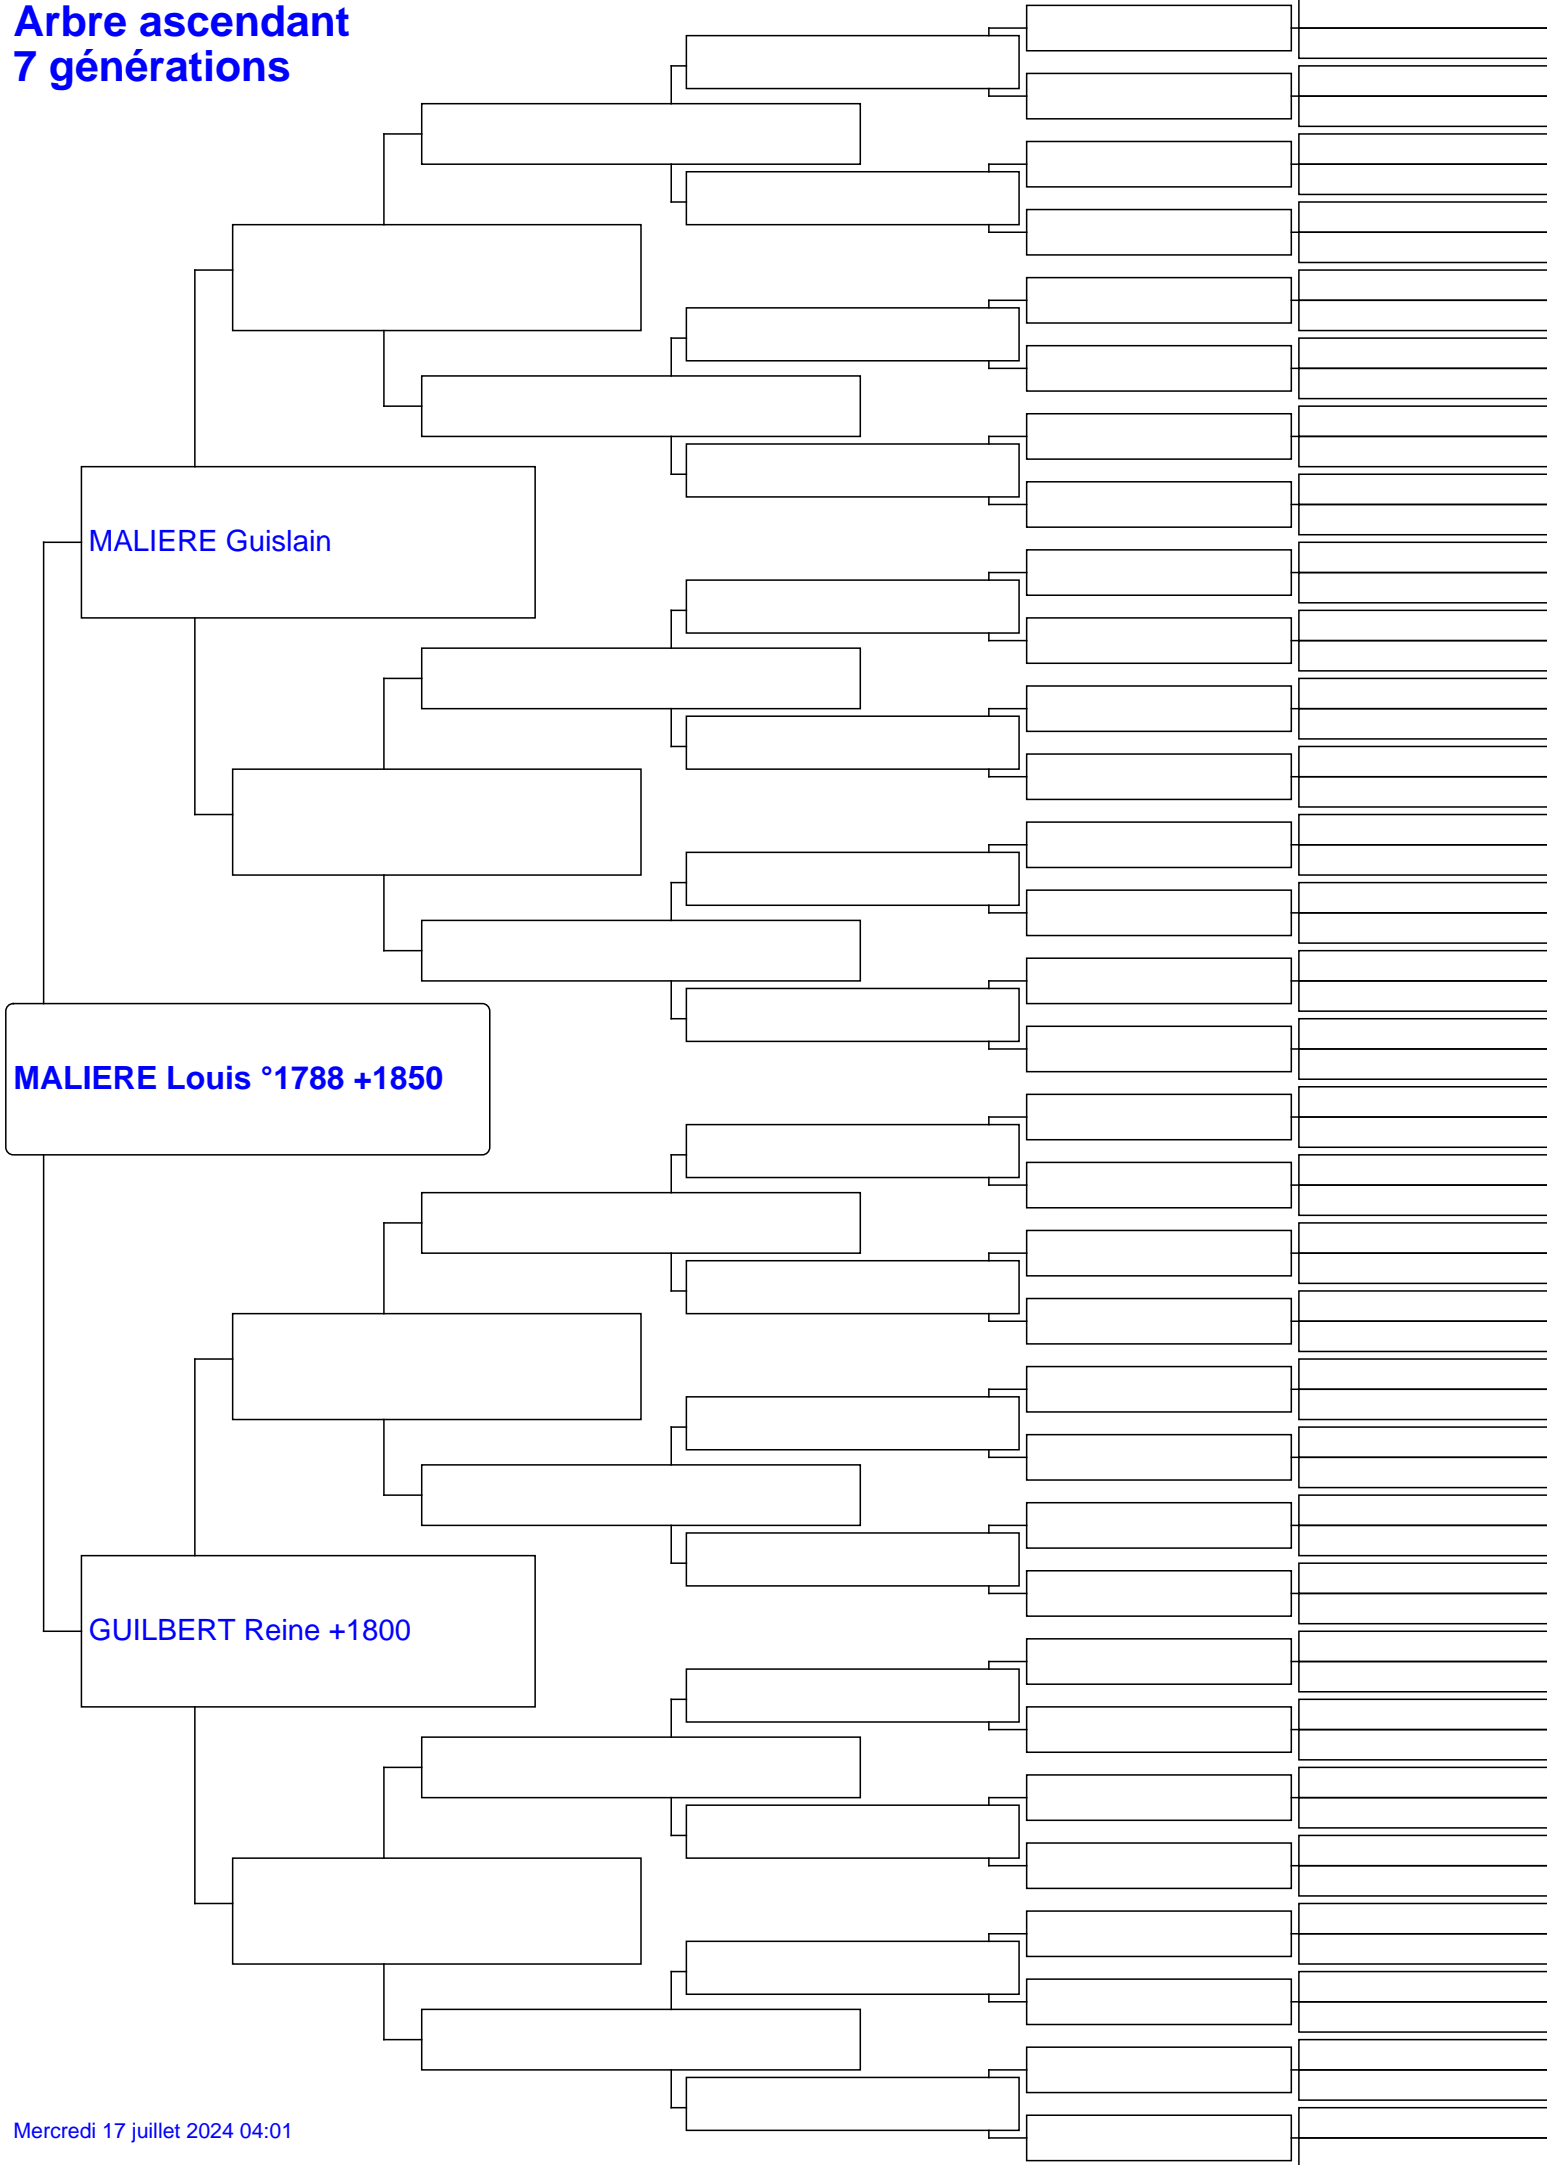 Arbre ascendant
7 générations
MALIERE Guislain
MALIERE Louis °1788 +1850
GUILBERT Reine +1800
Mercredi 17 juillet 2024 04:01